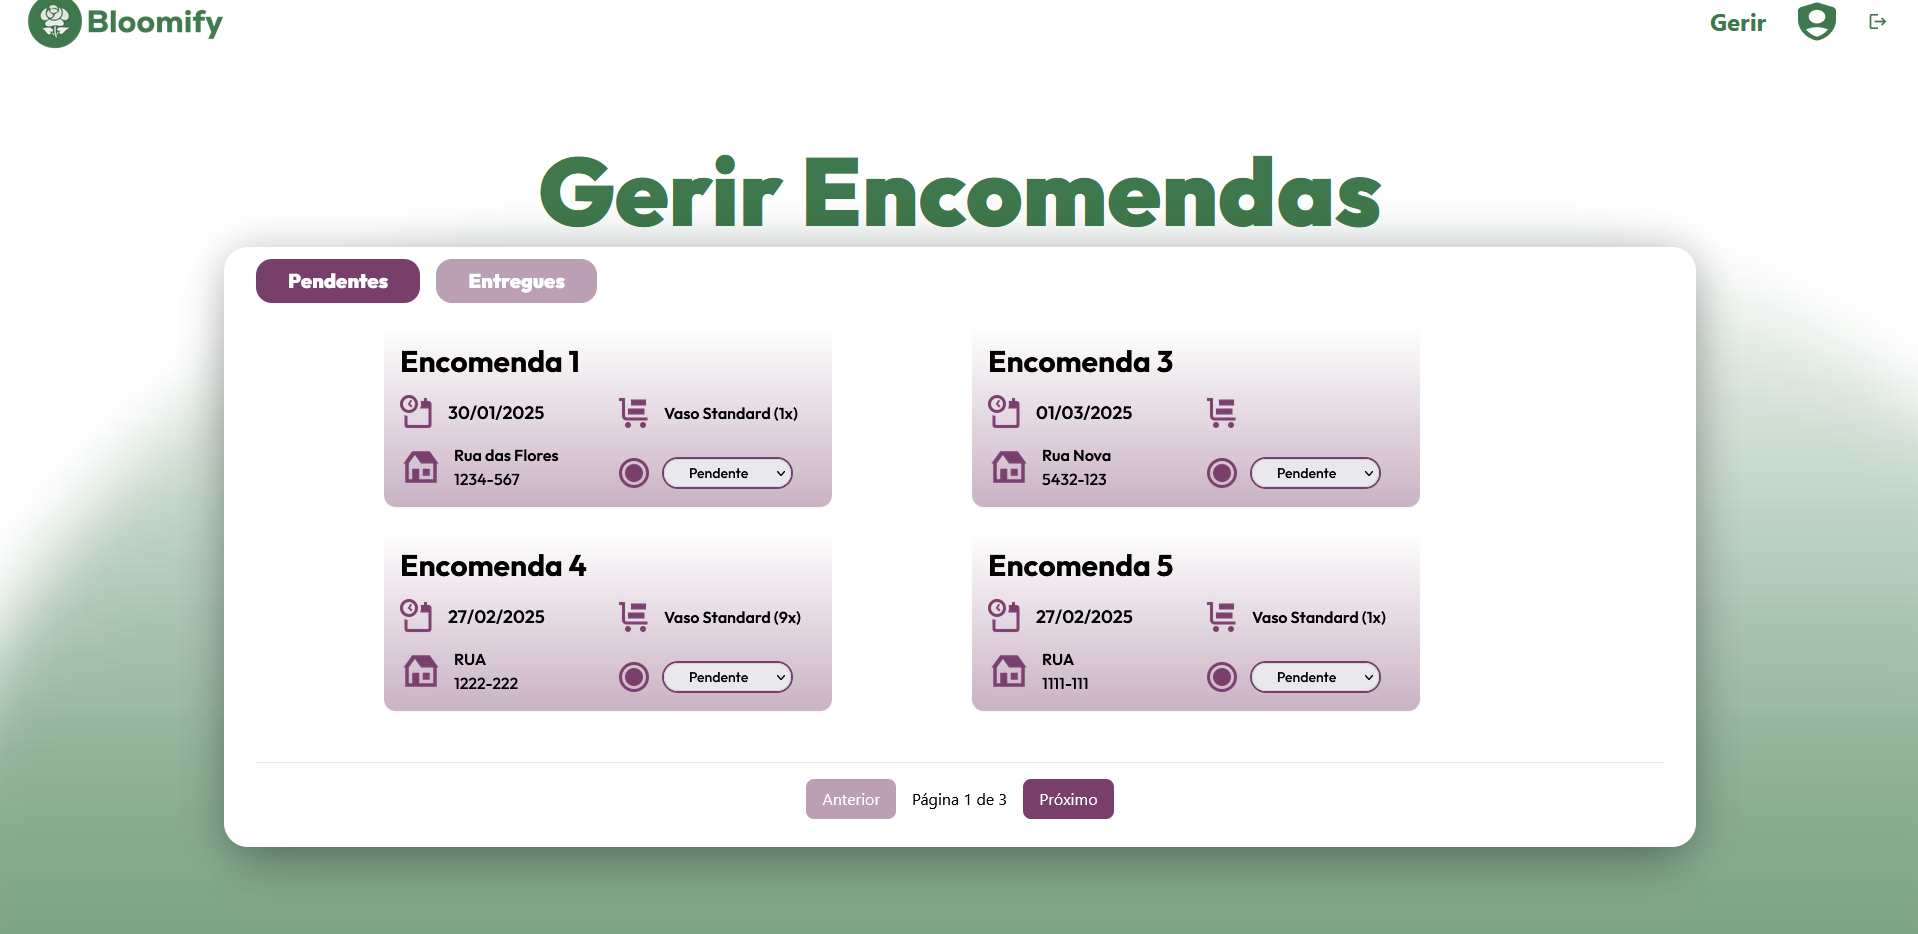 Bloomify
Gerir
Gerir Encomendas
Pendentes
Entregues
Encomenda 1
30/01/2025
Vaso Standard (1x)
Rua das Flores
1234-567
Pendente
Encomenda 3
01/03/2025
Rua Nova
5432-123
Pendente
Encomenda 4
27/02/2025
Vaso Standard (9x)
RUA
1222-222
Pendente
Encomenda 5
27/02/2025
Vaso Standard (1x)
RUA
1111-111
Pendente
Anterior
Página 1 de 3
Próximo